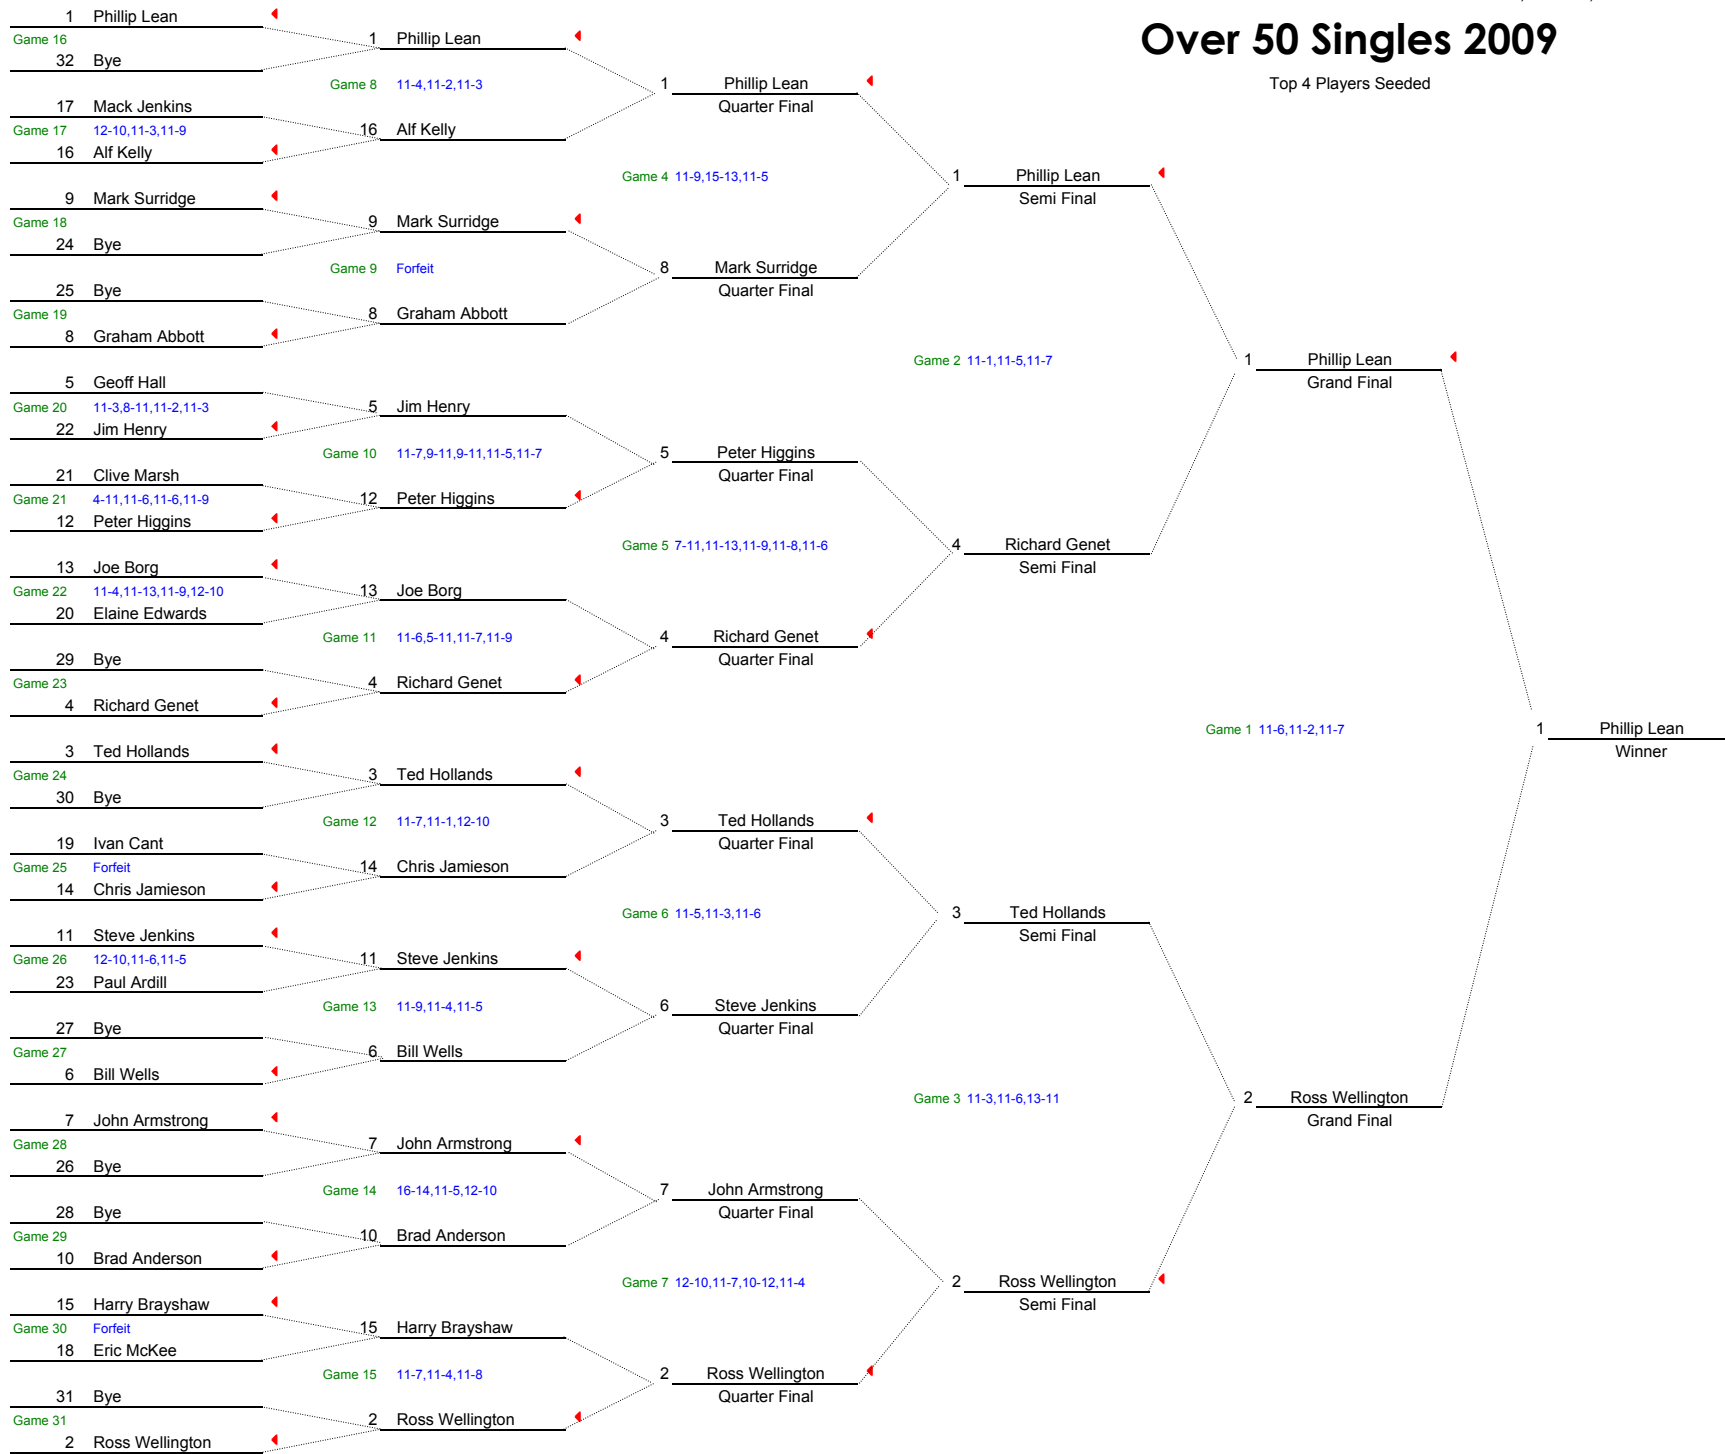 Over 50 Singles 2009
Top 4 Players Seeded
1 Phillip Lean
Game 16
32 Bye
17 Mack Jenkins
Game 17 12-10,11-3,11-9
16 Alf Kelly
9 Mark Surridge
Game 18
24 Bye
25 Bye
Game 19
8 Graham Abbott
5 Geoff Hall
Game 20 11-3,8-11,11-2,11-3
22 Jim Henry
21 Clive Marsh
Game 21 4-11,11-6,11-6,11-9
12 Peter Higgins
13 Joe Borg
Game 22 11-4,11-13,11-9,12-10
20 Elaine Edwards
29 Bye
Game 23
4 Richard Genet
3 Ted Hollands
Game 24
30 Bye
19 Ivan Cant
Game 25 Forfeit
14 Chris Jamieson
11 Steve Jenkins
Game 26 12-10,11-6,11-5
23 Paul Ardill
27 Bye
Game 27
6 Bill Wells
7 John Armstrong
Game 28
26 Bye
28 Bye
Game 29
10 Brad Anderson
15 Harry Brayshaw
Game 30 Forfeit
18 Eric McKee
31 Bye
Game 31
2 Ross Wellington
1 Phillip Lean
Game 8 11-4,11-2,11-3
16 Alf Kelly
9 Mark Surridge
Game 9 Forfeit
8 Graham Abbott
5 Jim Henry
Game 10 11-7,9-11,9-11,11-5,11-7
12 Peter Higgins
13 Joe Borg
Game 11 11-6,5-11,11-7,11-9
4 Richard Genet
3 Ted Hollands
Game 12 11-7,11-1,12-10
14 Chris Jamieson
11 Steve Jenkins
Game 13 11-9,11-4,11-5
6 Bill Wells
7 John Armstrong
Game 14 16-14,11-5,12-10
10 Brad Anderson
15 Harry Brayshaw
Game 15 11-7,11-4,11-8
2 Ross Wellington
1 Phillip Lean
Quarter Final
Game 4 11-9,15-13,11-5
8 Mark Surridge
Quarter Final
5 Peter Higgins
Quarter Final
Game 5 7-11,11-13,11-9,11-8,11-6
4 Richard Genet
Quarter Final
3 Ted Hollands
Quarter Final
Game 6 11-5,11-3,11-6
6 Steve Jenkins
Quarter Final
7 John Armstrong
Quarter Final
Game 7 12-10,11-7,10-12,11-4
2 Ross Wellington
Quarter Final
1 Phillip Lean
Semi Final
Game 2 11-1,11-5,11-7
4 Richard Genet
Semi Final
3 Ted Hollands
Semi Final
Game 3 11-3,11-6,13-11
2 Ross Wellington
Semi Final
1 Phillip Lean
Grand Final
Game 1 11-6,11-2,11-7
2 Ross Wellington
Grand Final
1 Phillip Lean
Winner